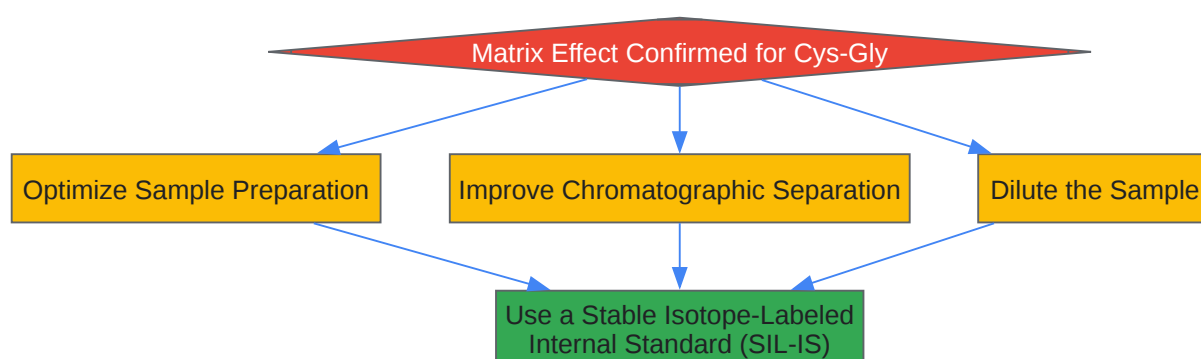 Matrix Effect Confirmed for Cys-Gly
Optimize Sample Preparation
Improve Chromatographic Separation
Dilute the Sample
Use a Stable Isotope-Labeled
Internal Standard (SIL-IS)